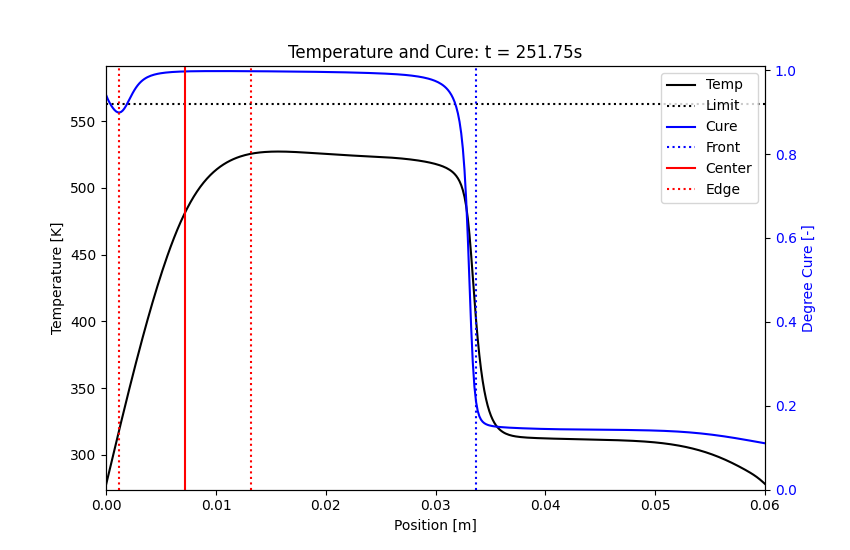 Temperature and Cure: t = 251.75s
Temp
Limit
Cure
Front
Center
Edge
550
500
450
400
350
300
Temperature [K]
1.0
0.8
0.6
0.4
0.2
0.0
Degree Cure [-]
0.00 0.01 0.02 0.03 0.04 0.05 0.06
Position [m]